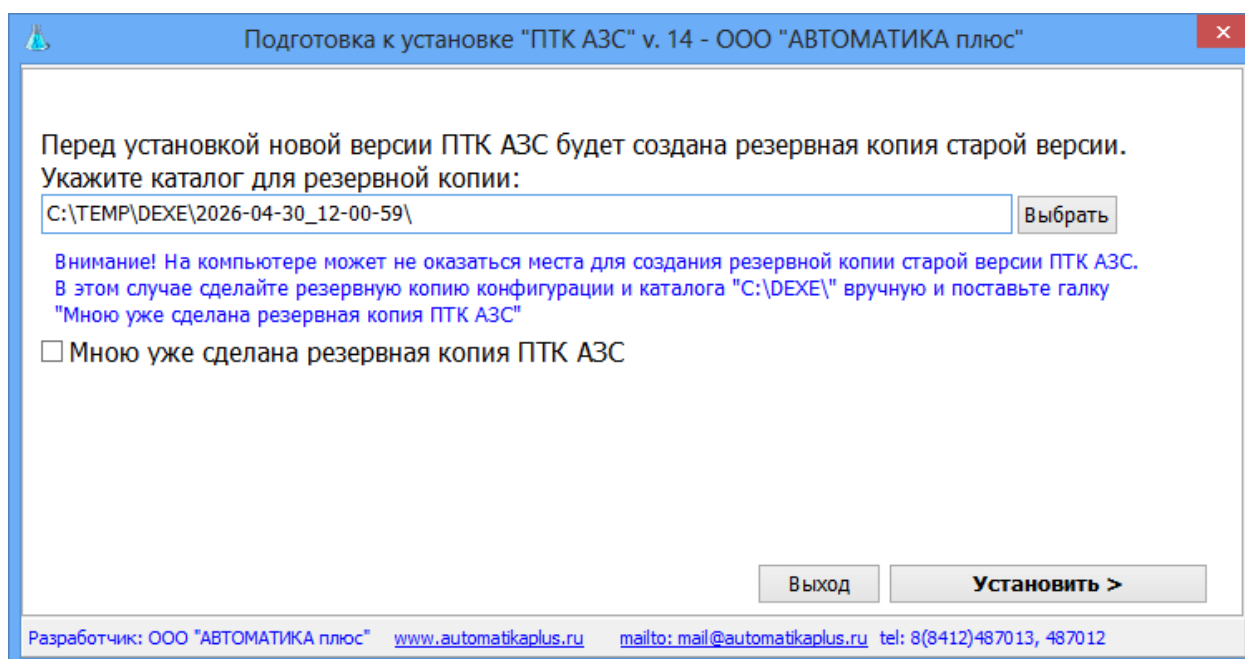 Подготовка к установке "ПТК АЗС" v. 14 - ООО "АВТОМАТИКА плюс"
Перед установкой новой версии ПТК АЗС будет создана резервная копия старой версии.
Укажите каталог для резервной копии:
C:\TEMP\DEXE\2026-04-30_12-00-59\
Выбрать
Внимание! На компьютере может не оказаться места для создания резервной копии старой версии ПТК АЗС.
В этом случае сделайте резервную копию конфигурации и каталога "C:\DEXE\" вручную и поставьте галку
"Мною уже сделана резервная копия ПТК АЗС"
Мною уже сделана резервная копия ПТК АЗС
Выход
Установить >
Разработчик: ООО "АВТОМАТИКА плюс" www.automatikaplus.ru mailto: mail@automatikaplus.ru tel: 8(8412)487013, 487012